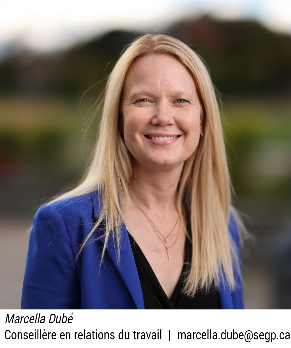 Marcella Dubé
Conseillère en relations du travail | marcella.dube@segp.ca